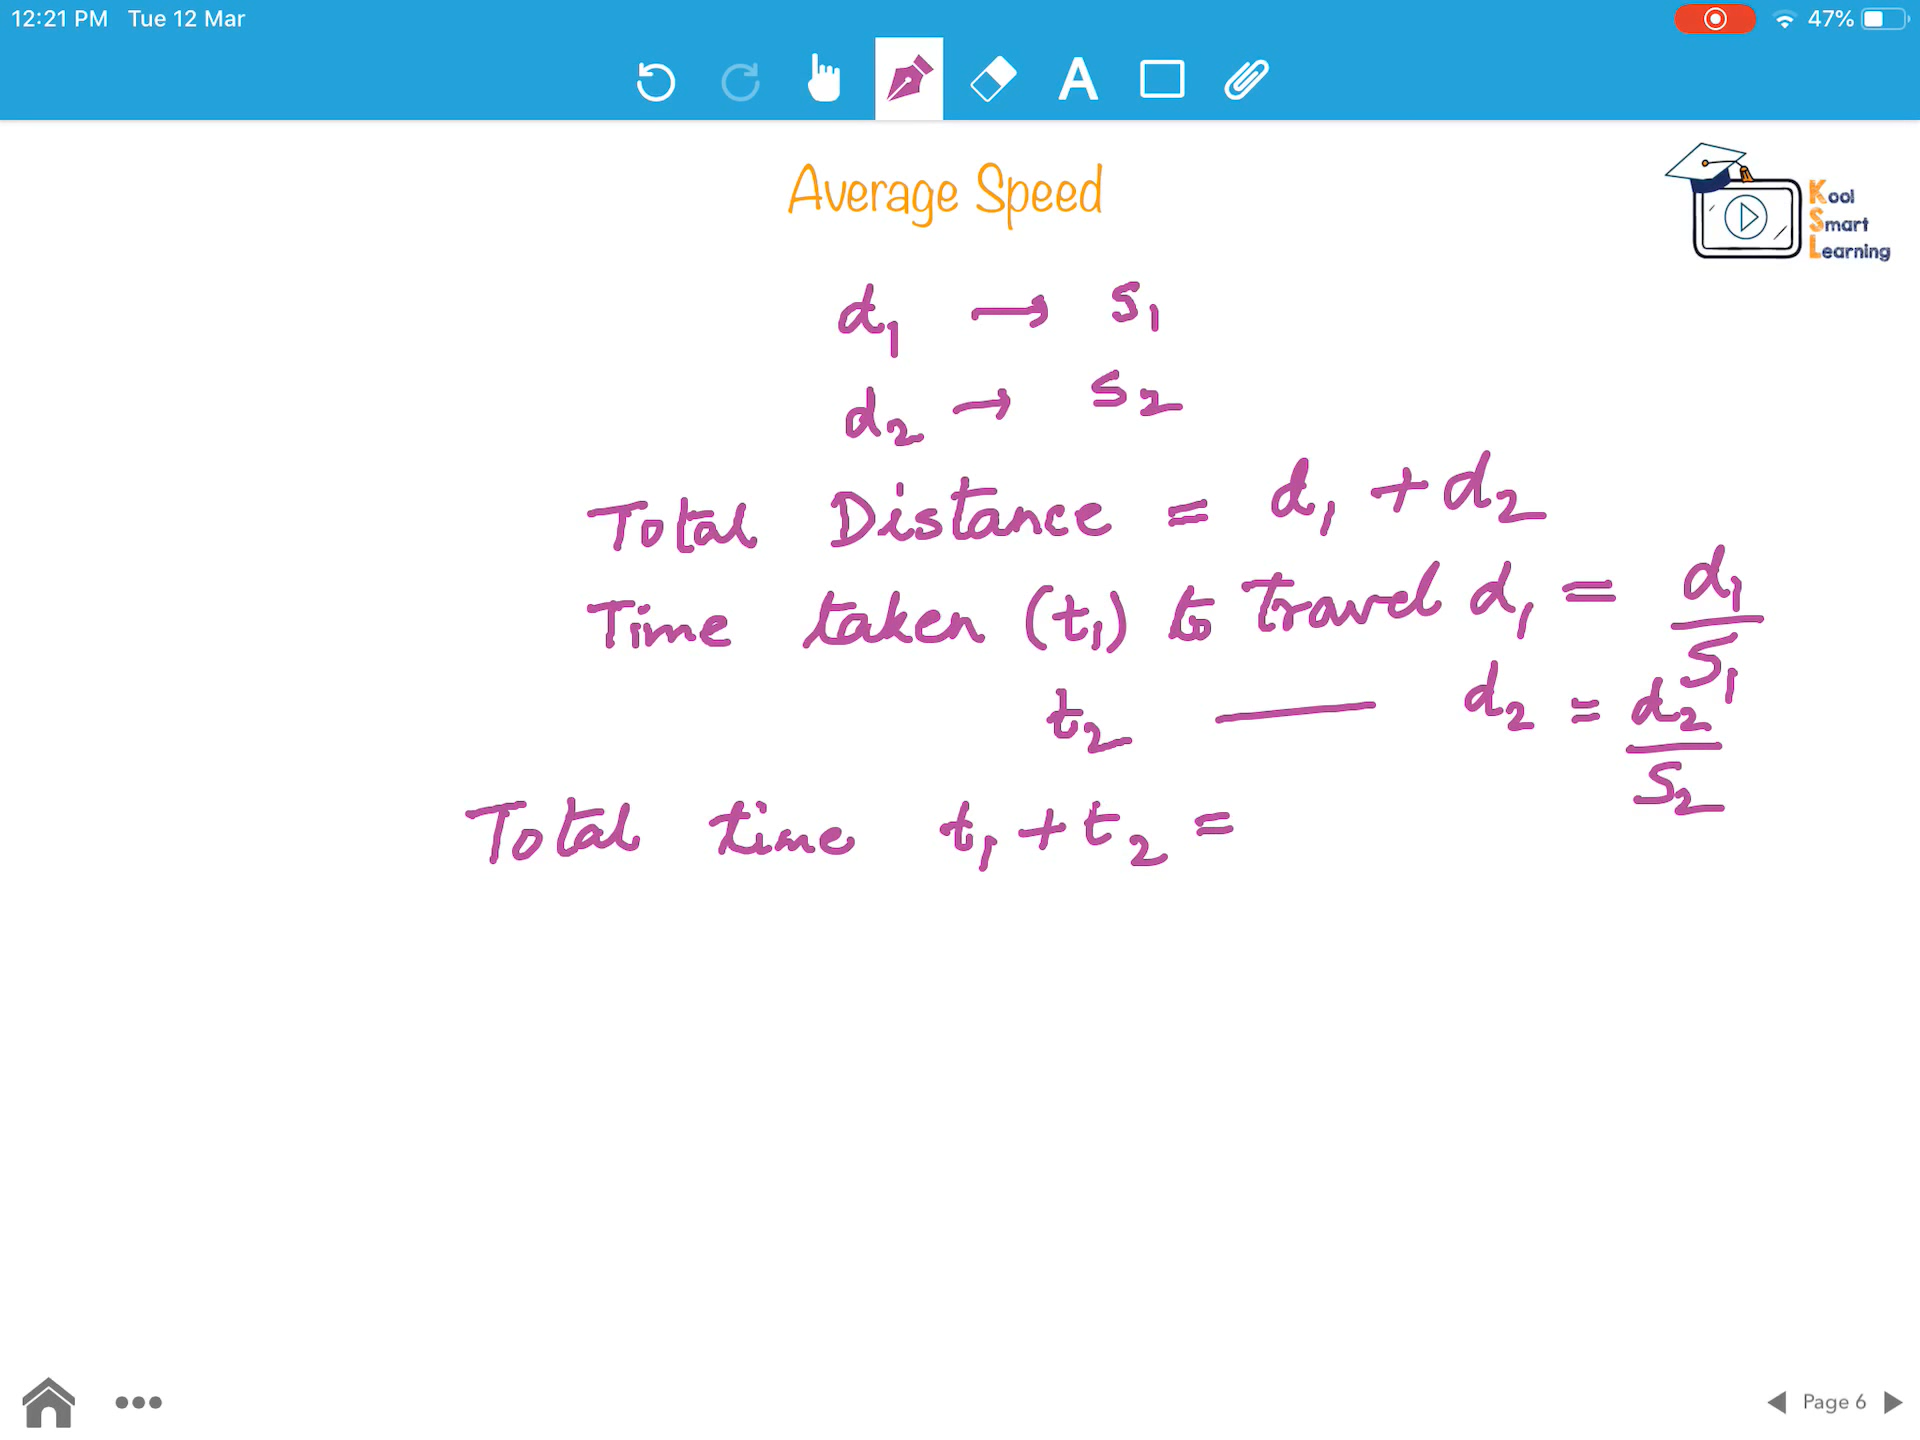 12:21 PM Tue 12 Mar 47%
A
Average Speed
Kool
Smart
Learning
d₁ → S₁
d₂ → S₂
Total Distance = d₁ + d₂
Time taken (t₁) to travel d₁ = d₁/S₁
t₂ — d₂ = d₂/S₂
Total time t₁ + t₂ =
Page 6